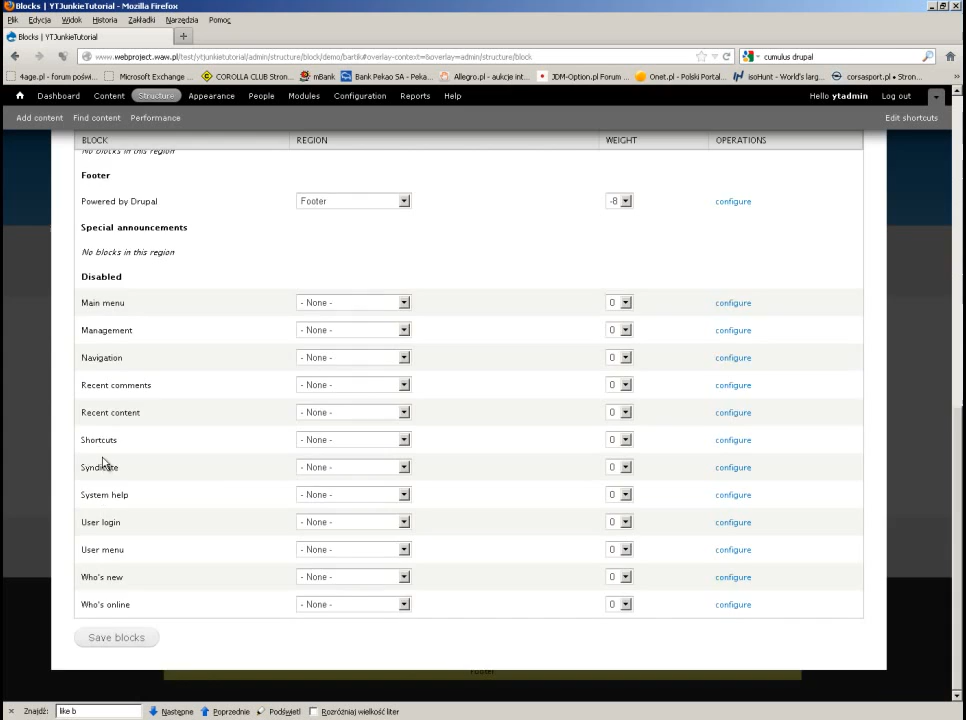 Blocks | YTJunkieTutorial - Mozilla Firefox
Plik Edycja Widok Historia Zakładki Narzędzia Pomoc
Blocks | YTJunkieTutorial
www.webproject.waw.pl/test/ytjunkietutorial/admin/structure/block/demo/bartik#overlay-context=&overlay=admin/structure/block
cumulus drupal
4age.pl - forum poświ... Microsoft Exchange ... COROLLA CLUB Stron... mBank Bank Pekao SA - Peka... Allegro.pl - aukcje int... JDM-Option.pl Forum ... Onet.pl - Polski Portal... isoHunt - World's larg... corsasport.pl • Stron...
Dashboard Content Structure Appearance People Modules Configuration Reports Help Hello ytadmin Log out
Add content Find content Performance Edit shortcuts
BLOCK REGION WEIGHT OPERATIONS
No blocks in this region
Footer
Powered by Drupal Footer -8 configure
Special announcements
No blocks in this region
Disabled
Main menu - None - 0 configure
Management - None - 0 configure
Navigation - None - 0 configure
Recent comments - None - 0 configure
Recent content - None - 0 configure
Shortcuts - None - 0 configure
Syndicate - None - 0 configure
System help - None - 0 configure
User login - None - 0 configure
User menu - None - 0 configure
Who's new - None - 0 configure
Who's online - None - 0 configure
Save blocks
Footer
Znajdź: like b Następne Poprzednie Podświetl Rozróżniaj wielkość liter